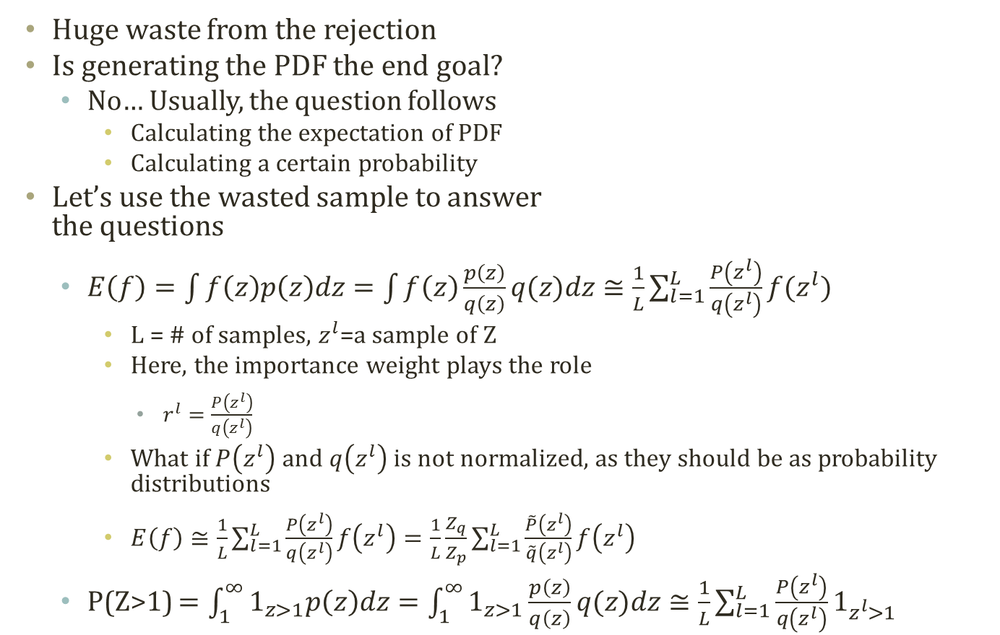 • Huge waste from the rejection
• Is generating the PDF the end goal?
• No… Usually, the question follows
• Calculating the expectation of PDF
• Calculating a certain probability
• Let’s use the wasted sample to answer
the questions
• $E(f) = \int f(z)p(z)dz = \int f(z)\frac{p(z)}{q(z)}q(z)dz \cong \frac{1}{L}\sum_{l=1}^{L}\frac{P(z^l)}{q(z^l)}f(z^l)$
• L = # of samples, $z^l$=a sample of Z
• Here, the importance weight plays the role
• $r^l = \frac{P(z^l)}{q(z^l)}$
• What if $P(z^l)$ and $q(z^l)$ is not normalized, as they should be as probability
distributions
• $E(f) \cong \frac{1}{L}\sum_{l=1}^{L}\frac{P(z^l)}{q(z^l)}f(z^l) = \frac{1}{L}\frac{Z_q}{Z_p}\sum_{l=1}^{L}\frac{\tilde{P}(z^l)}{\tilde{q}(z^l)}f(z^l)$
• P(Z>1) $= \int_1^\infty 1_{z>1}p(z)dz = \int_1^\infty 1_{z>1}\frac{p(z)}{q(z)}q(z)dz \cong \frac{1}{L}\sum_{l=1}^{L}\frac{P(z^l)}{q(z^l)}1_{z^l>1}$